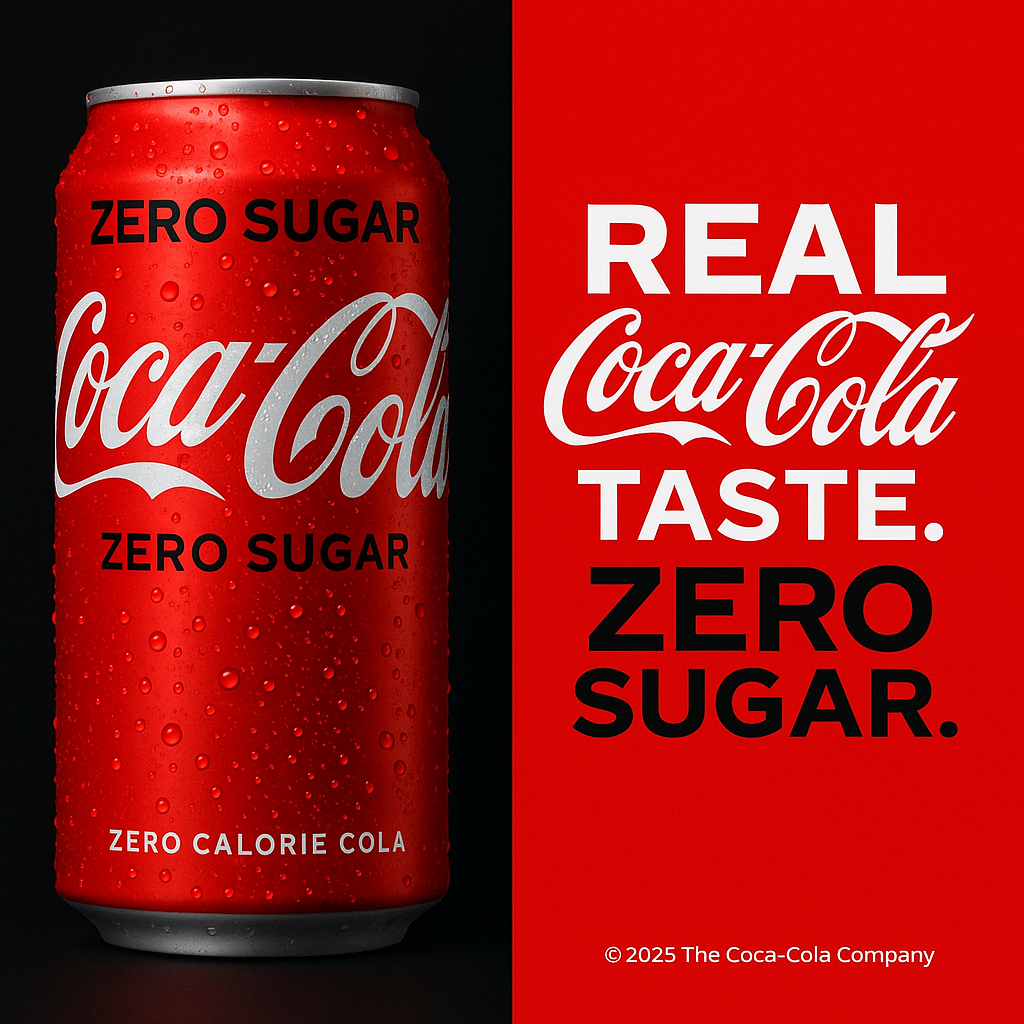 ZERO SUGAR
Coca-Cola
ZERO SUGAR
ZERO CALORIE COLA
REAL
Coca-Cola
TASTE.
ZERO
SUGAR.
© 2025 The Coca-Cola Company